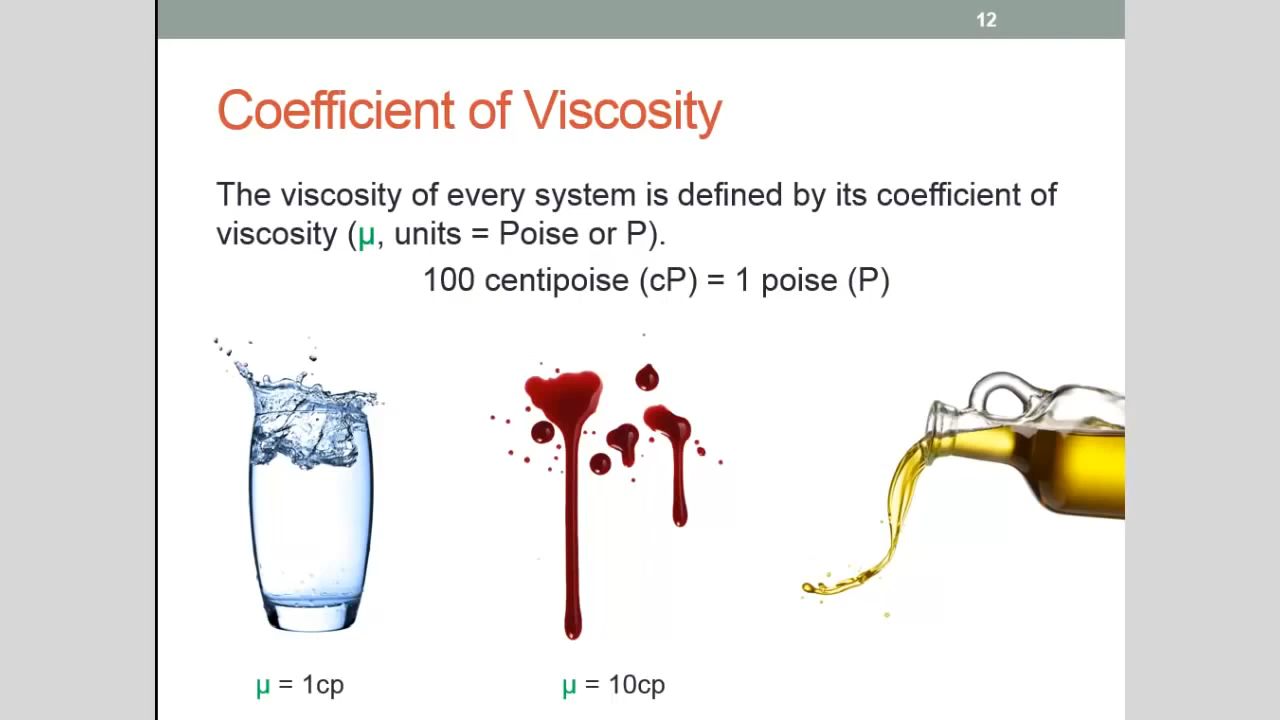 12
Coefficient of Viscosity
The viscosity of every system is defined by its coefficient of
viscosity (μ, units = Poise or P).
100 centipoise (cP) = 1 poise (P)
μ = 1cp
μ = 10cp